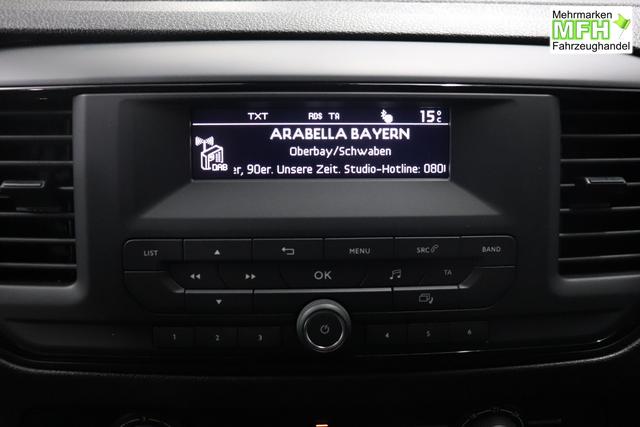 Mehrmarken
MFH
Fahrzeughandel
TXT RDS TA 15°C
ARABELLA BAYERN
DAB Oberbay/Schwaben
er, 90er. Unsere Zeit. Studio-Hotline: 080
LIST MENU SRC BAND
OK TA
1 2 3 4 5 6